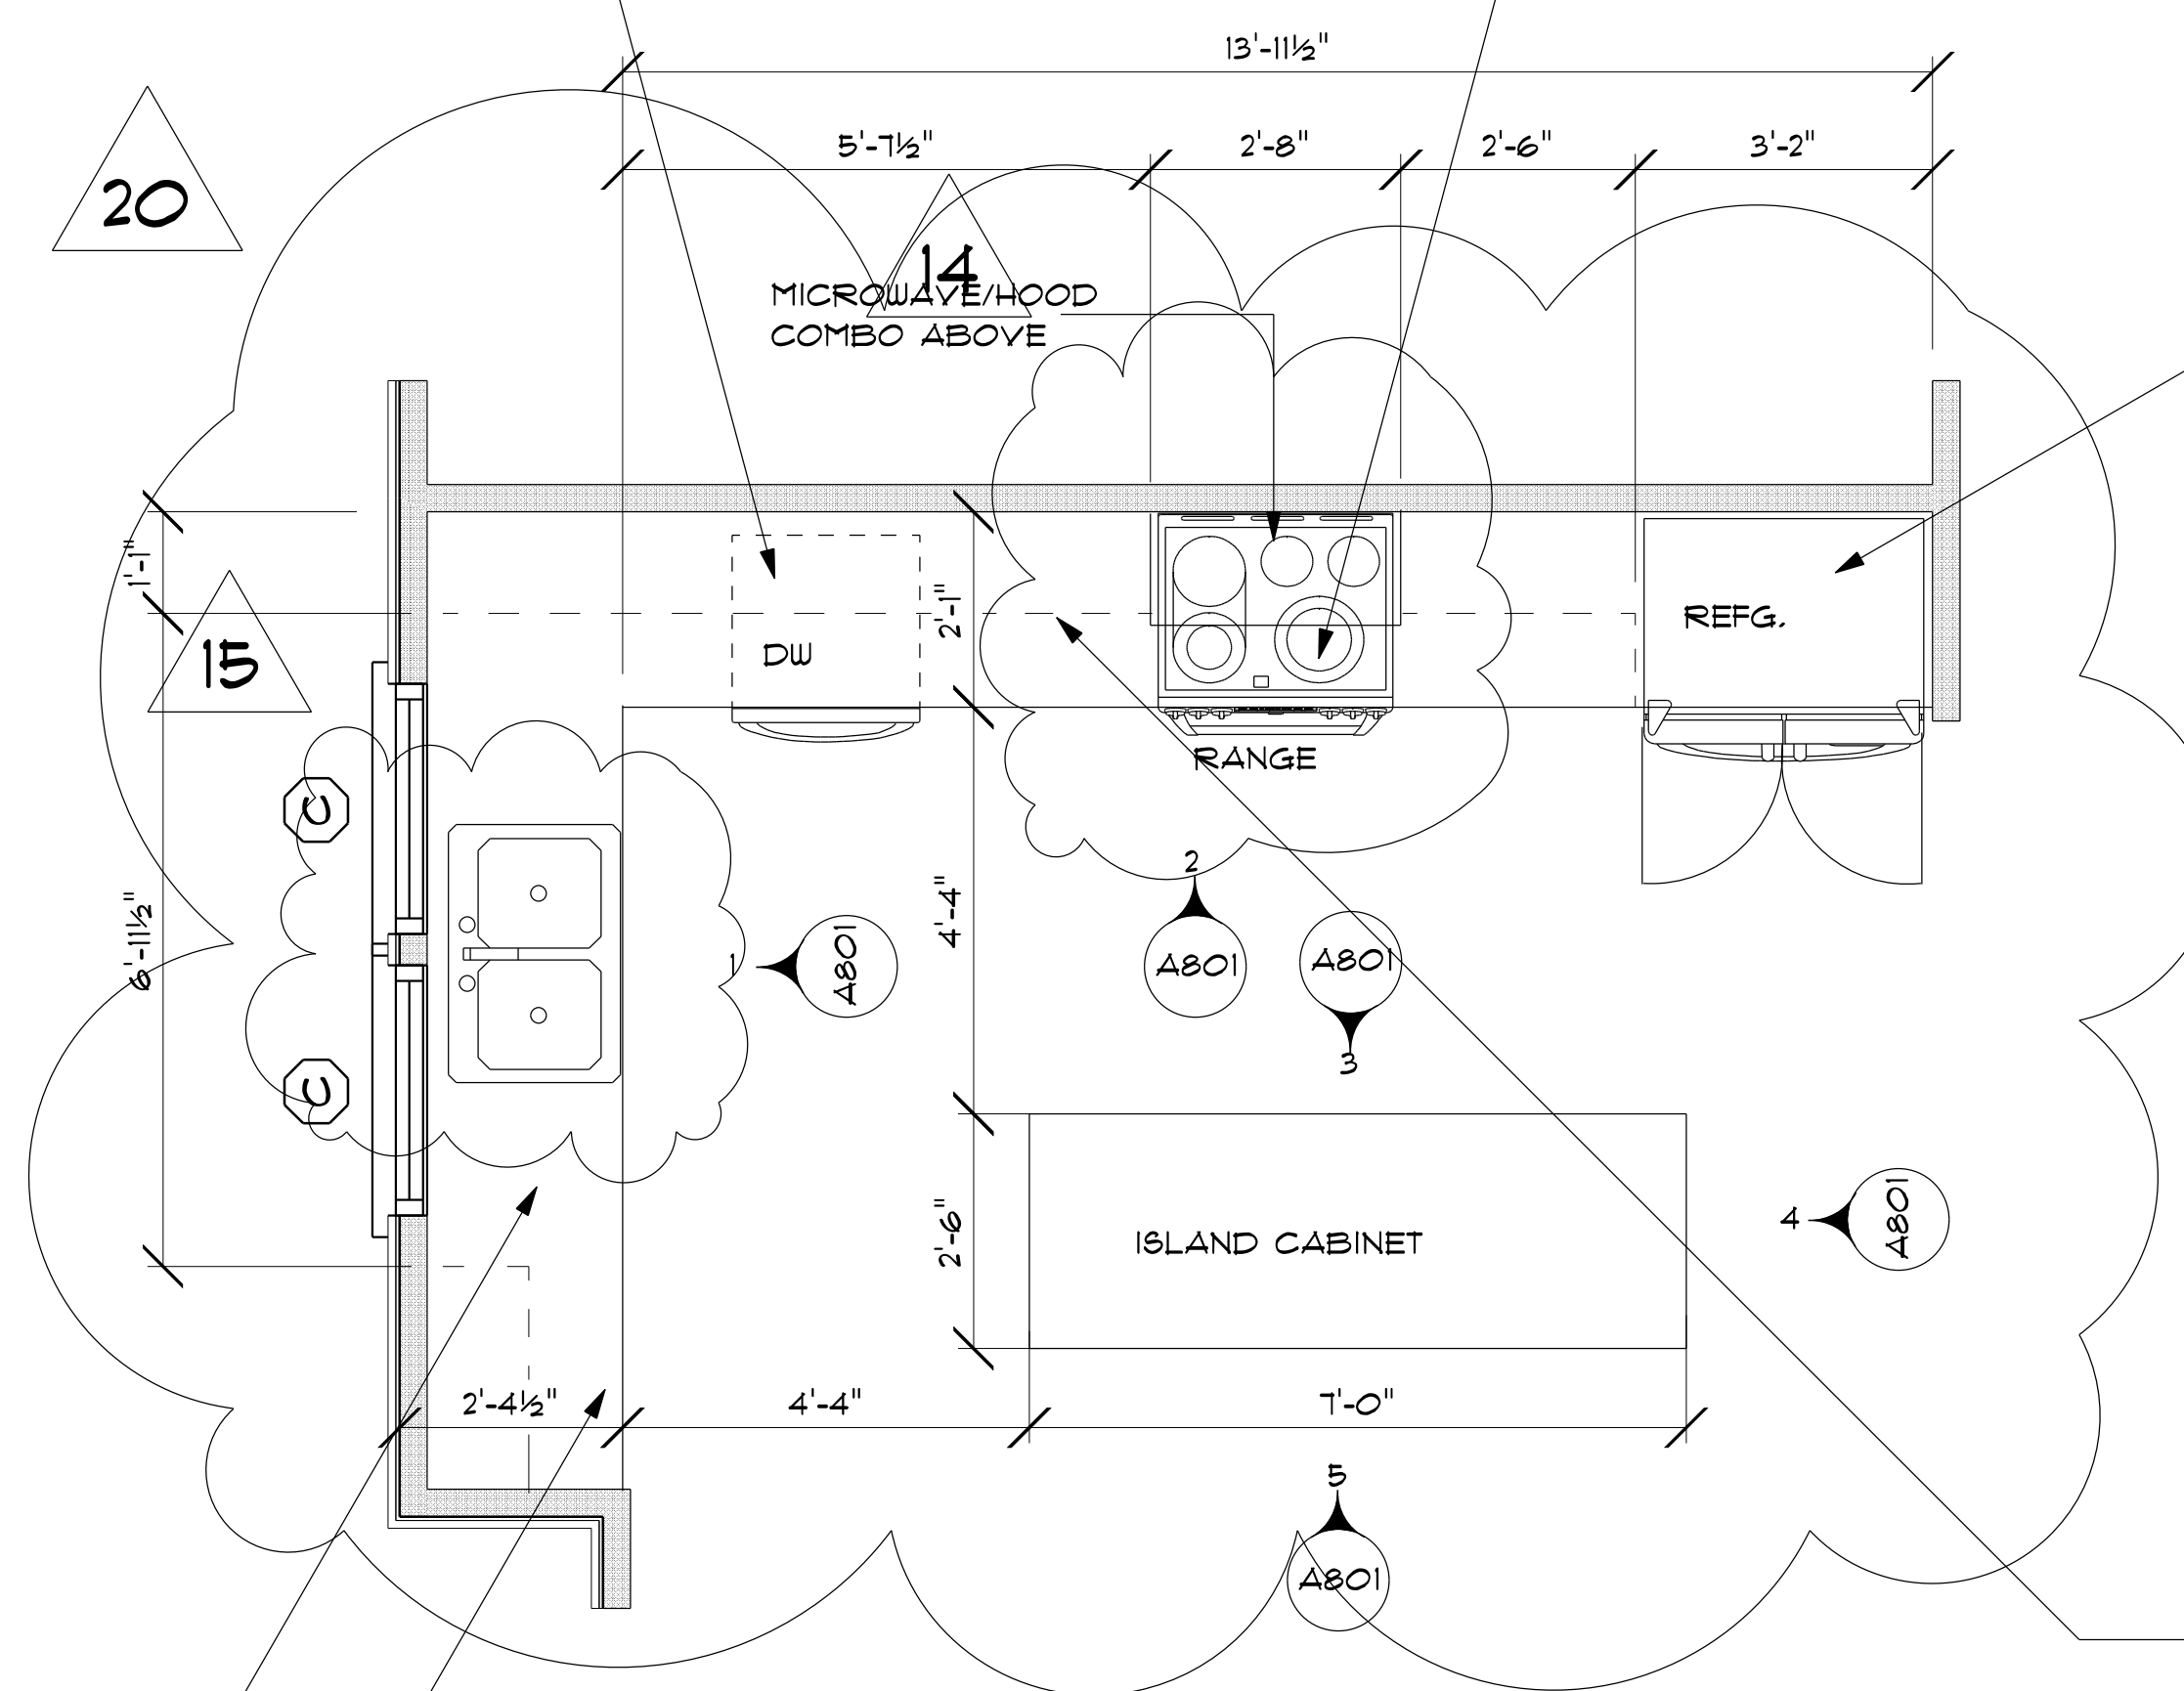 13'-11½"
5'-7½"
2'-8"
2'-6"
3'-2"
20
14
MICROWAVE/HOOD
COMBO ABOVE
1'-1"
2'-1"
15
DW
REFG.
RANGE
C
2
6'-11½"
4'-4"
1
A801
A801
A801
3
C
2'-6"
ISLAND CABINET
4
A801
2'-4½"
4'-4"
7'-0"
5
A801